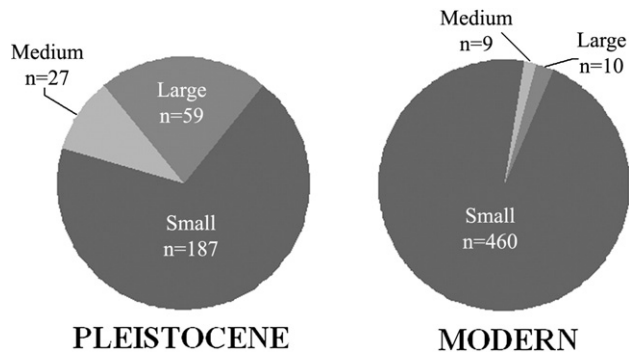 Medium
n=27
Large
n=59
Small
n=187
PLEISTOCENE
Medium
n=9
Large
n=10
Small
n=460
MODERN